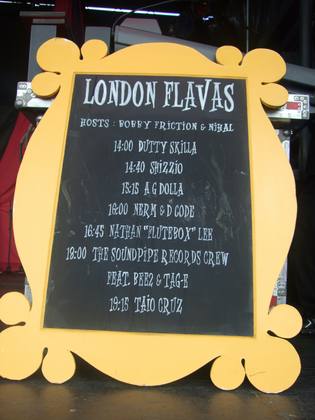 LONDON FLAVAS
HOSTS : BOBBY FRICTION & NIHAL
14:00 DUTTY SKILLA
14:40 SHIZZIO
15:15 A G DOLLA
16:00 NERM & D CODE
16:45 NATHAN "FLUTEBOX" LEE
18:00 THE SOUNDPIPE RECORDS CREW
FEAT. BEEZ & TAG-E
19:15 TAIO CRUZ